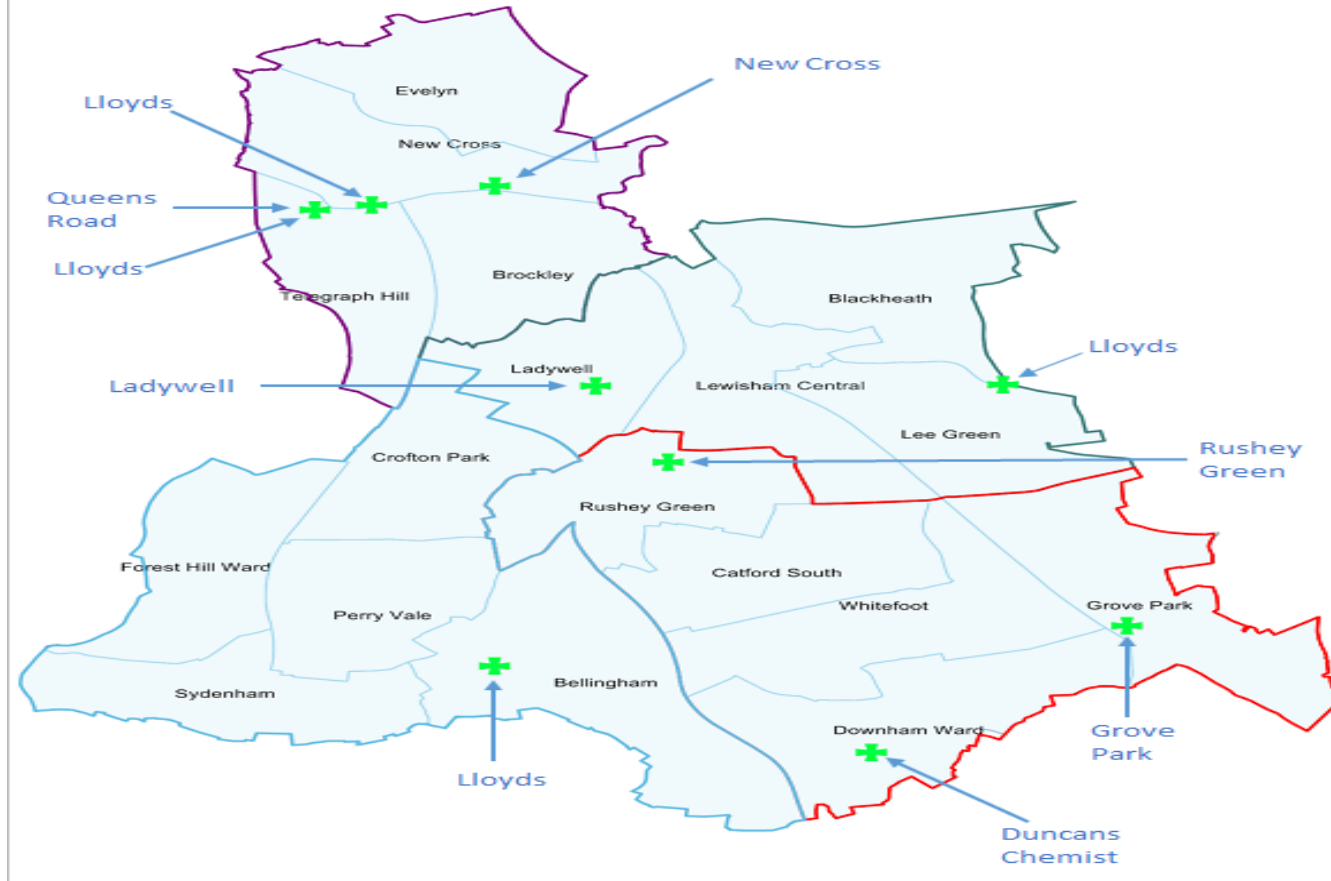 New Cross
Evelyn
Lloyds
New Cross
Queens
Road
Lloyds
Brockley
Telegraph Hill
Blackheath
Lloyds
Ladywell
Ladywell
Lewisham Central
Lee Green
Rushey
Green
Crofton Park
Rushey Green
Forest Hill Ward
Catford South
Whitefoot
Grove Park
Perry Vale
Bellingham
Sydenham
Downham Ward
Grove
Park
Lloyds
Duncans
Chemist